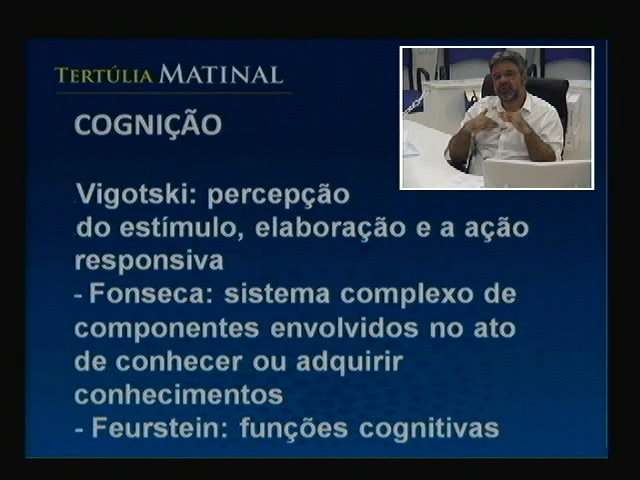 TERTÚLIA MATINAL
COGNIÇÃO
Vigotski: percepção
do estímulo, elaboração e a ação
responsiva
- Fonseca: sistema complexo de
componentes envolvidos no ato
de conhecer ou adquirir
conhecimentos
- Feurstein: funções cognitivas